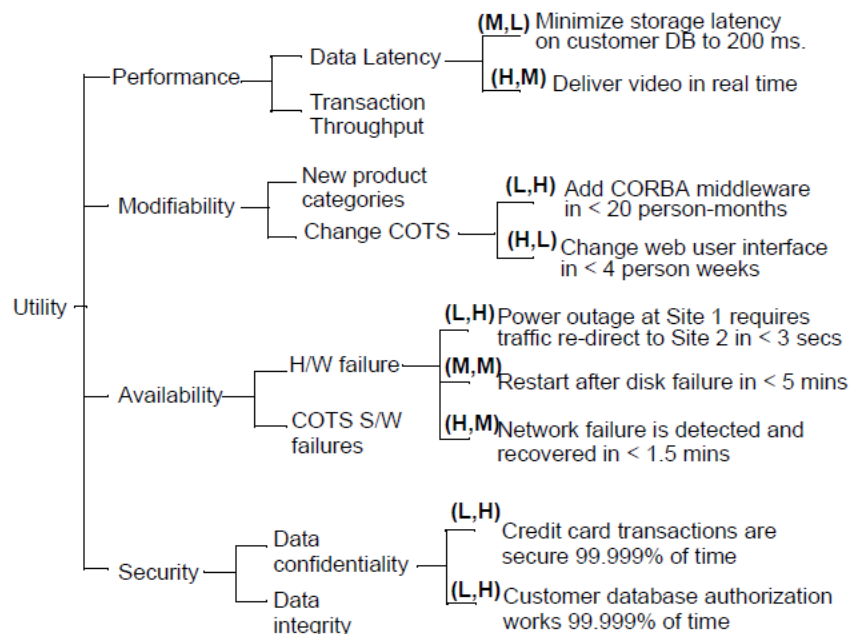 Utility
Performance
Data Latency
(M,L) Minimize storage latency
on customer DB to 200 ms.
(H,M) Deliver video in real time
Transaction
Throughput
Modifiability
New product
categories
Change COTS
(L,H) Add CORBA middleware
in < 20 person-months
(H,L) Change web user interface
in < 4 person weeks
Availability
H/W failure
(L,H) Power outage at Site 1 requires
traffic re-direct to Site 2 in < 3 secs
(M,M) Restart after disk failure in < 5 mins
(H,M) Network failure is detected and
recovered in < 1.5 mins
COTS S/W
failures
Security
Data
confidentiality
(L,H) Credit card transactions are
secure 99.999% of time
(L,H) Customer database authorization
works 99.999% of time
Data
integrity